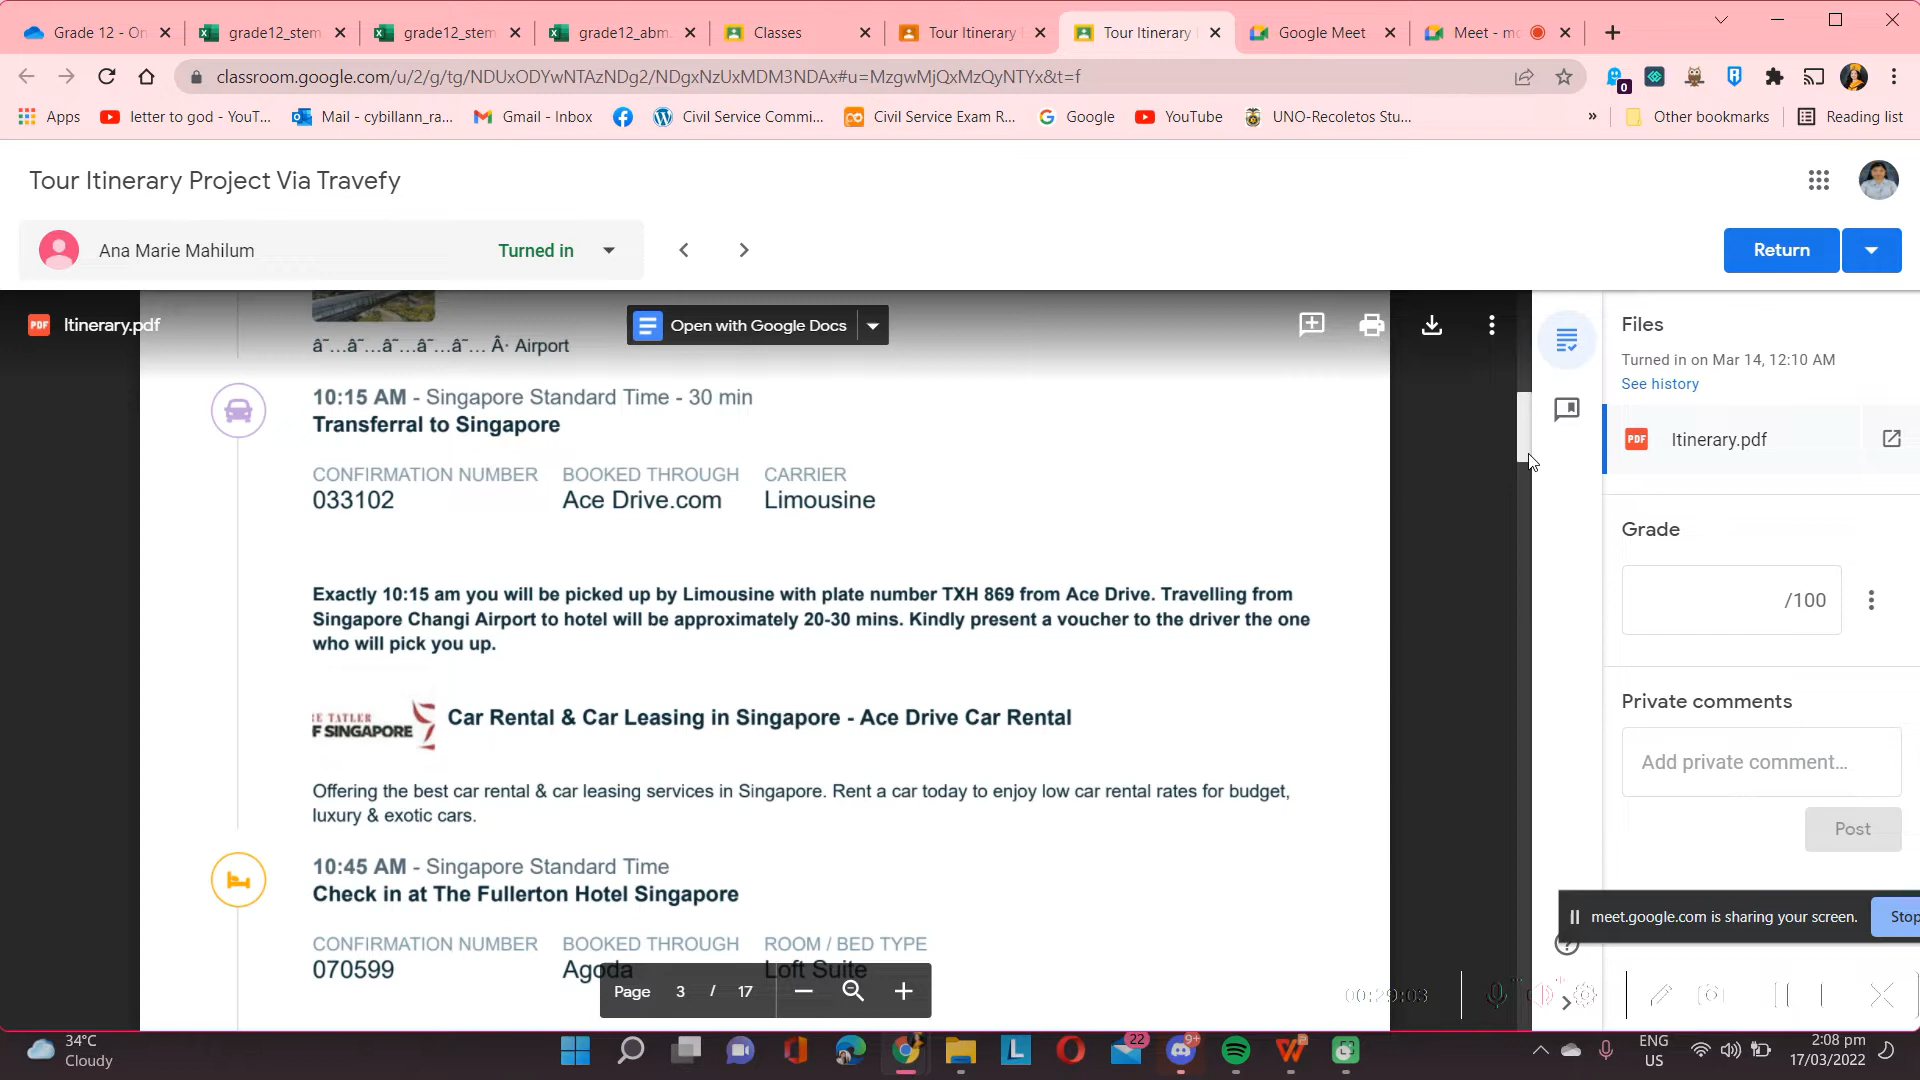 Grade 12 - On
grade12_stem
grade12_stem
grade12_abm.
Classes
Tour Itinerary
Tour Itinerary
Google Meet
Meet - m
classroom.google.com/u/2/g/tg/NDUxODYwNTAzNDg2/NDgxNzUxMDM3NDAx#u=MzgwMjQxMzQyNTYx&t=f
0
Apps
letter to god - YouT...
Mail - cybillann_ra...
Gmail - Inbox
Civil Service Commi...
Civil Service Exam R...
Google
YouTube
UNO-Recoletos Stu...
»
Other bookmarks
Reading list
Tour Itinerary Project Via Travefy
Ana Marie Mahilum
Turned in
Return
PDF
Itinerary.pdf
Open with Google Docs
â˜…â˜…â˜…â˜…â˜… Â· Airport
10:15 AM - Singapore Standard Time - 30 min
Transferral to Singapore
CONFIRMATION NUMBER BOOKED THROUGH CARRIER
033102 Ace Drive.com Limousine
Exactly 10:15 am you will be picked up by Limousine with plate number TXH 869 from Ace Drive. Travelling from
Singapore Changi Airport to hotel will be approximately 20-30 mins. Kindly present a voucher to the driver the one
who will pick you up.
E TATLER
F SINGAPORE
Car Rental & Car Leasing in Singapore - Ace Drive Car Rental
Offering the best car rental & car leasing services in Singapore. Rent a car today to enjoy low car rental rates for budget,
luxury & exotic cars.
10:45 AM - Singapore Standard Time
Check in at The Fullerton Hotel Singapore
CONFIRMATION NUMBER BOOKED THROUGH ROOM / BED TYPE
070599 Agoda Loft Suite
Page 3 / 17
Files
Turned in on Mar 14, 12:10 AM
See history
PDF
Itinerary.pdf
Grade
/100
Private comments
Add private comment...
Post
meet.google.com is sharing your screen.
Stop
00:29:03
34°C
Cloudy
22
9+
ENG
US
2:08 pm
17/03/2022